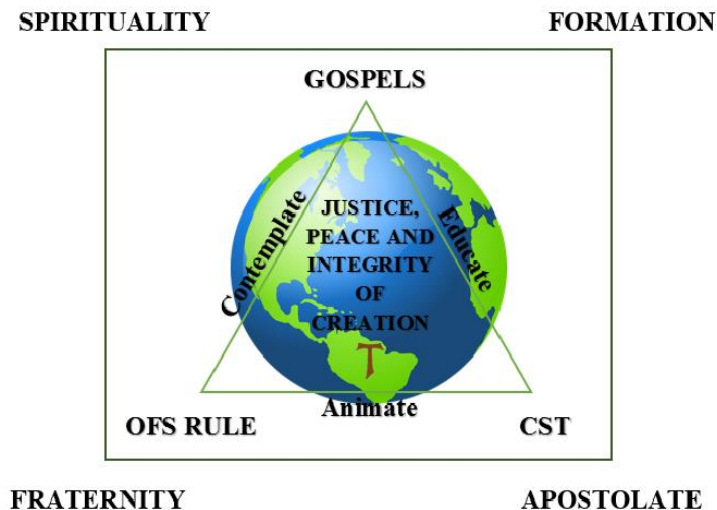 SPIRITUALITY
FORMATION
GOSPELS
Contemplate
JUSTICE,
PEACE AND
INTEGRITY
OF
CREATION
Educate
T
Animate
OFS RULE
CST
FRATERNITY
APOSTOLATE